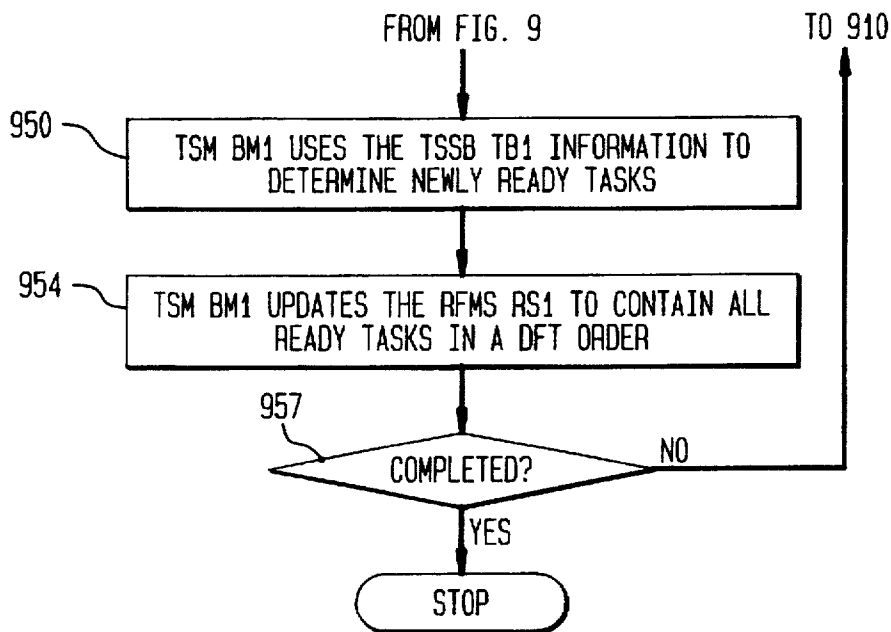 FROM FIG. 9
TO 910
950
TSM BM1 USES THE TSSB TB1 INFORMATION TO
DETERMINE NEWLY READY TASKS
954
TSM BM1 UPDATES THE RFMS RS1 TO CONTAIN ALL
READY TASKS IN A DFT ORDER
957
COMPLETED?
NO
YES
STOP